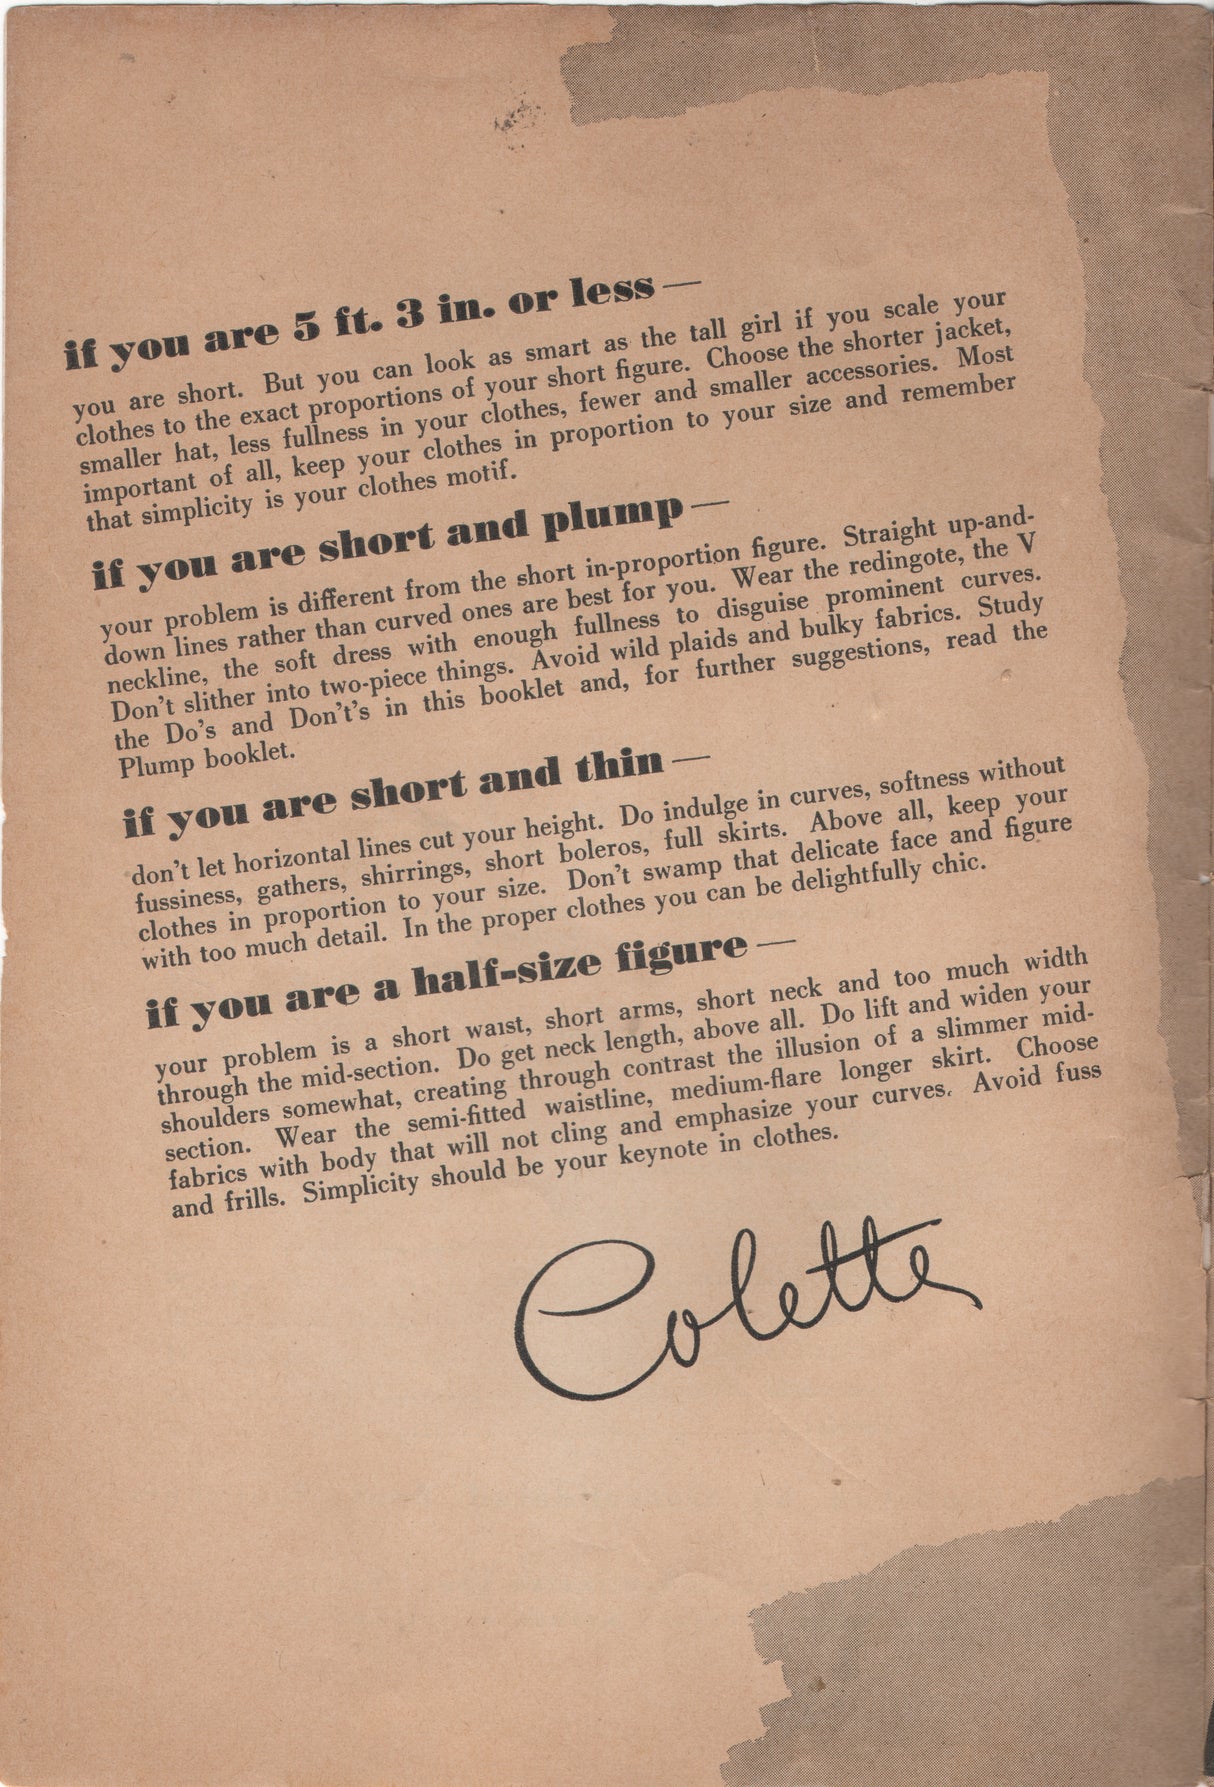 if you are 5 ft. 3 in. or less—
you are short. But you can look as smart as the tall girl if you scale your
clothes to the exact proportions of your short figure. Choose the shorter jacket,
smaller hat, less fullness in your clothes, fewer and smaller accessories. Most
important of all, keep your clothes in proportion to your size and remember
that simplicity is your clothes motif.
if you are short and plump—
your problem is different from the short in-proportion figure. Straight up-and-
down lines rather than curved ones are best for you. Wear the redingote, the V
neckline, the soft dress with enough fullness to disguise prominent curves.
Don't slither into two-piece things. Avoid wild plaids and bulky fabrics. Study
the Do's and Don't's in this booklet and, for further suggestions, read the
Plump booklet.
if you are short and thin—
don't let horizontal lines cut your height. Do indulge in curves, softness without
fussiness, gathers, shirrings, short boleros, full skirts. Above all, keep your
clothes in proportion to your size. Don't swamp that delicate face and figure
with too much detail. In the proper clothes you can be delightfully chic.
if you are a half-size figure—
your problem is a short waist, short arms, short neck and too much width
through the mid-section. Do get neck length, above all. Do lift and widen your
shoulders somewhat, creating through contrast the illusion of a slimmer mid-
section. Wear the semi-fitted waistline, medium-flare longer skirt. Choose
fabrics with body that will not cling and emphasize your curves. Avoid fuss
and frills. Simplicity should be your keynote in clothes.
Colette